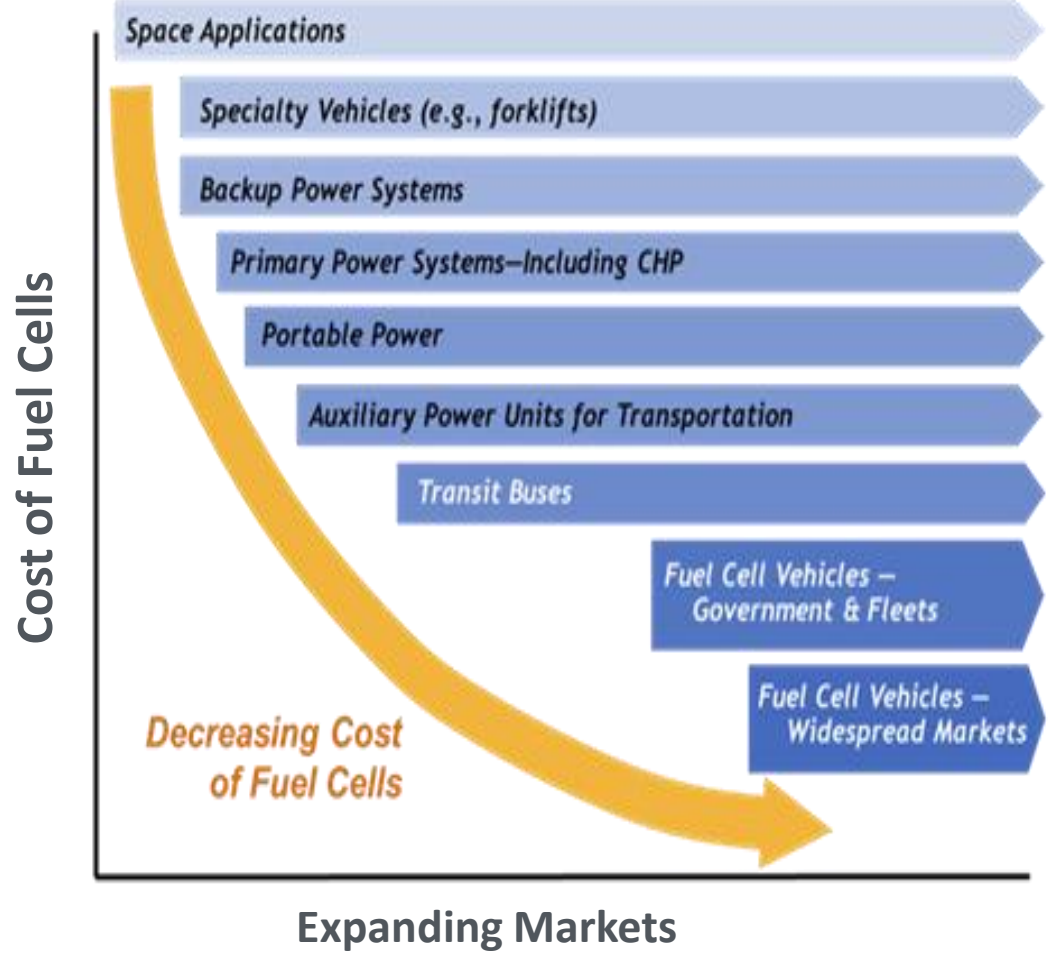 Space Applications
Specialty Vehicles (e.g., forklifts)
Backup Power Systems
Primary Power Systems—Including CHP
Portable Power
Auxiliary Power Units for Transportation
Transit Buses
Fuel Cell Vehicles —
Government & Fleets
Fuel Cell Vehicles —
Widespread Markets
Cost of Fuel Cells
Decreasing Cost
of Fuel Cells
Expanding Markets